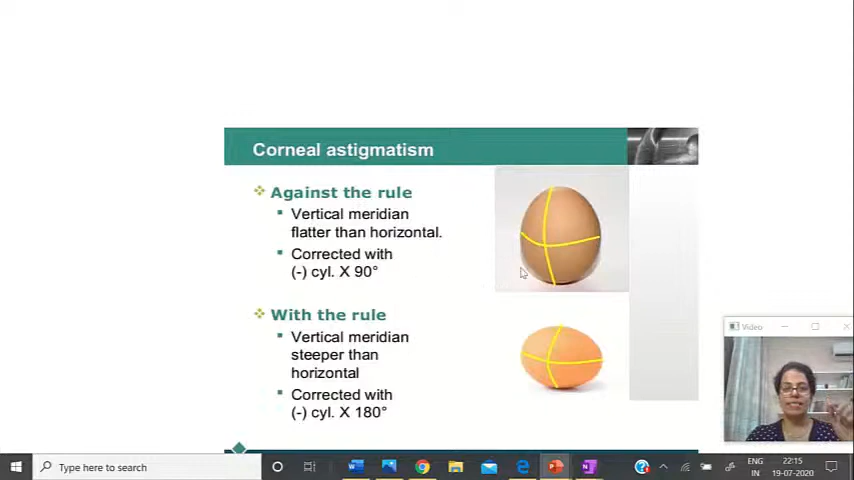 Corneal astigmatism
Against the rule
Vertical meridian
flatter than horizontal.
Corrected with
(-) cyl. X 90°
With the rule
Vertical meridian
steeper than
horizontal
Corrected with
(-) cyl. X 180°
Video
Type here to search
ENG
IN
22:15
19-07-2020